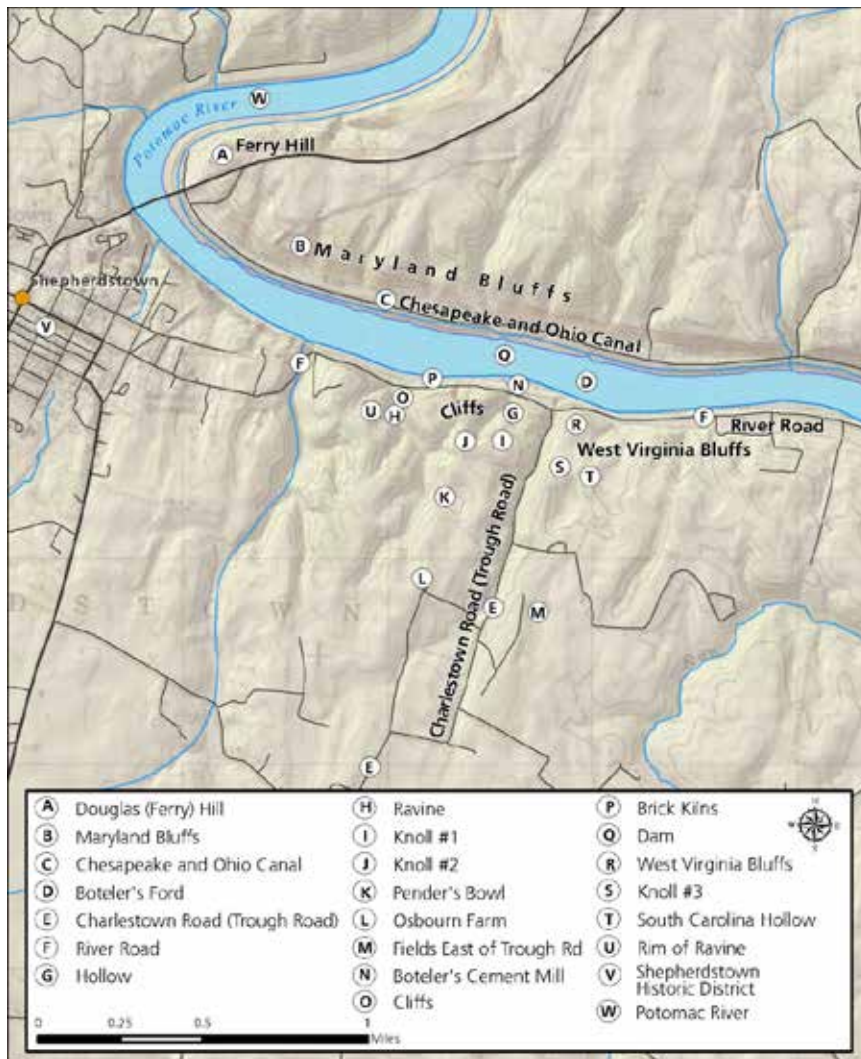 Potomac River
W
A
Ferry Hill
B
Maryland Bluffs
Shepherdstown
C
Chesapeake and Ohio Canal
V
Q
F
P
N
D
O
U
H
Cliffs
G
F
R
River Road
J
I
West Virginia Bluffs
S
T
K
Charlestown Road (Trough Road)
L
E
M
E
A Douglas (Ferry) Hill
B Maryland Bluffs
C Chesapeake and Ohio Canal
D Boteler's Ford
E Charlestown Road (Trough Road)
F River Road
G Hollow
H Ravine
I Knoll #1
J Knoll #2
K Pender's Bowl
L Osbourn Farm
M Fields East of Trough Rd
N Boteler's Cement Mill
O Cliffs
P Brick Kilns
Q Dam
R West Virginia Bluffs
S Knoll #3
T South Carolina Hollow
U Rim of Ravine
V Shepherdstown
Historic District
W Potomac River
N
W E
S
0 0.25 0.5 1
Miles